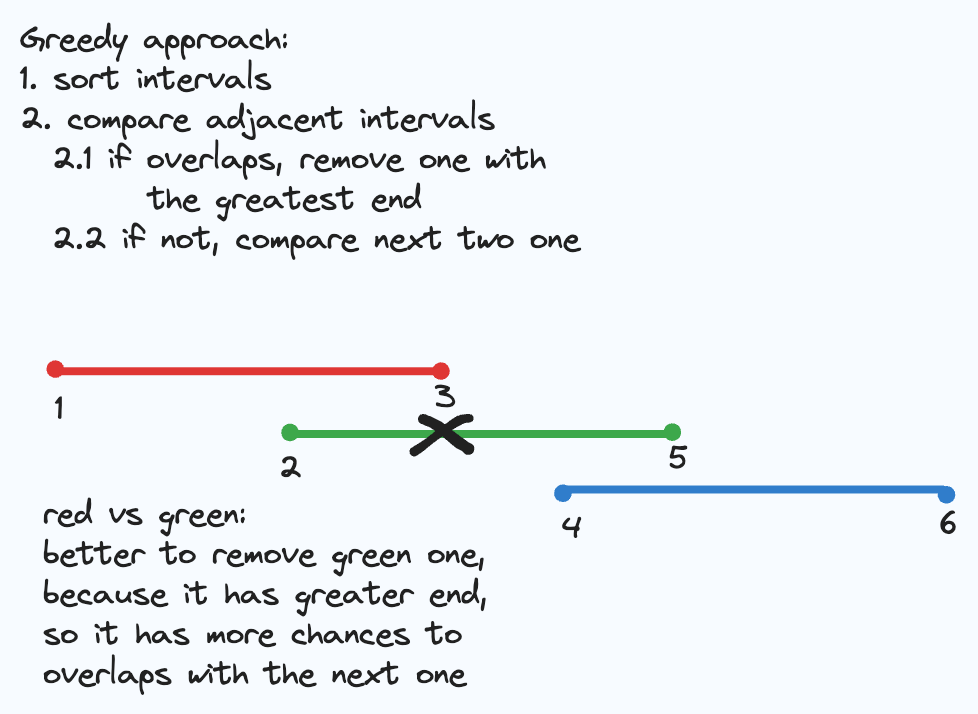 Greedy approach:
1. sort intervals
2. compare adjacent intervals
2.1 if overlaps, remove one with
the greatest end
2.2 if not, compare next two one
1
3
2
5
4
6
red vs green:
better to remove green one,
because it has greater end,
so it has more chances to
overlaps with the next one